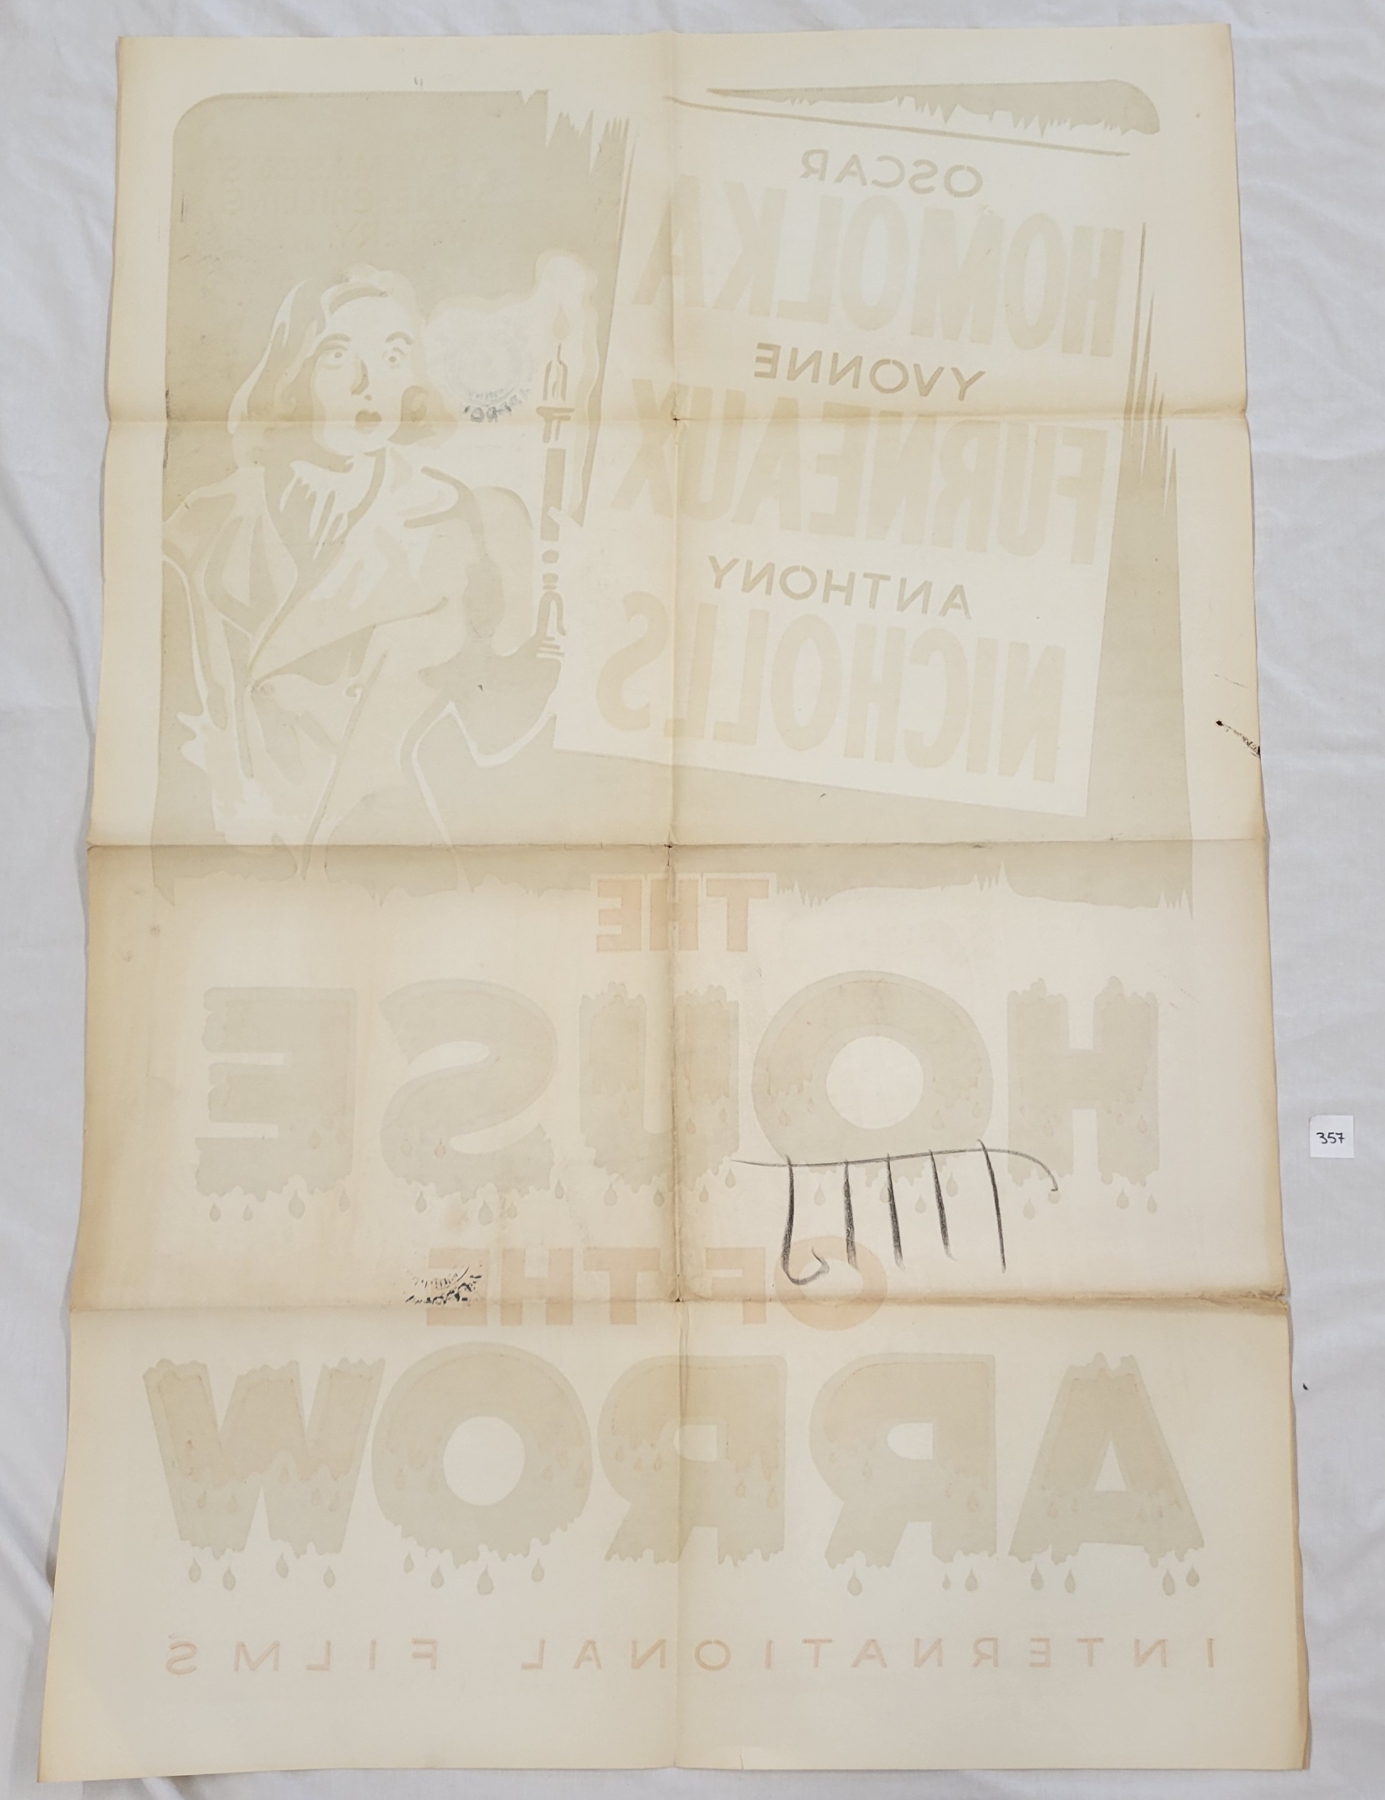 OSCAR
HOMOLKA
YVONNE
FURNEAUX
ANTHONY
NICHOLLS
THE
HOUSE
OF THE
ARROW
INTERNATIONAL FILMS
357